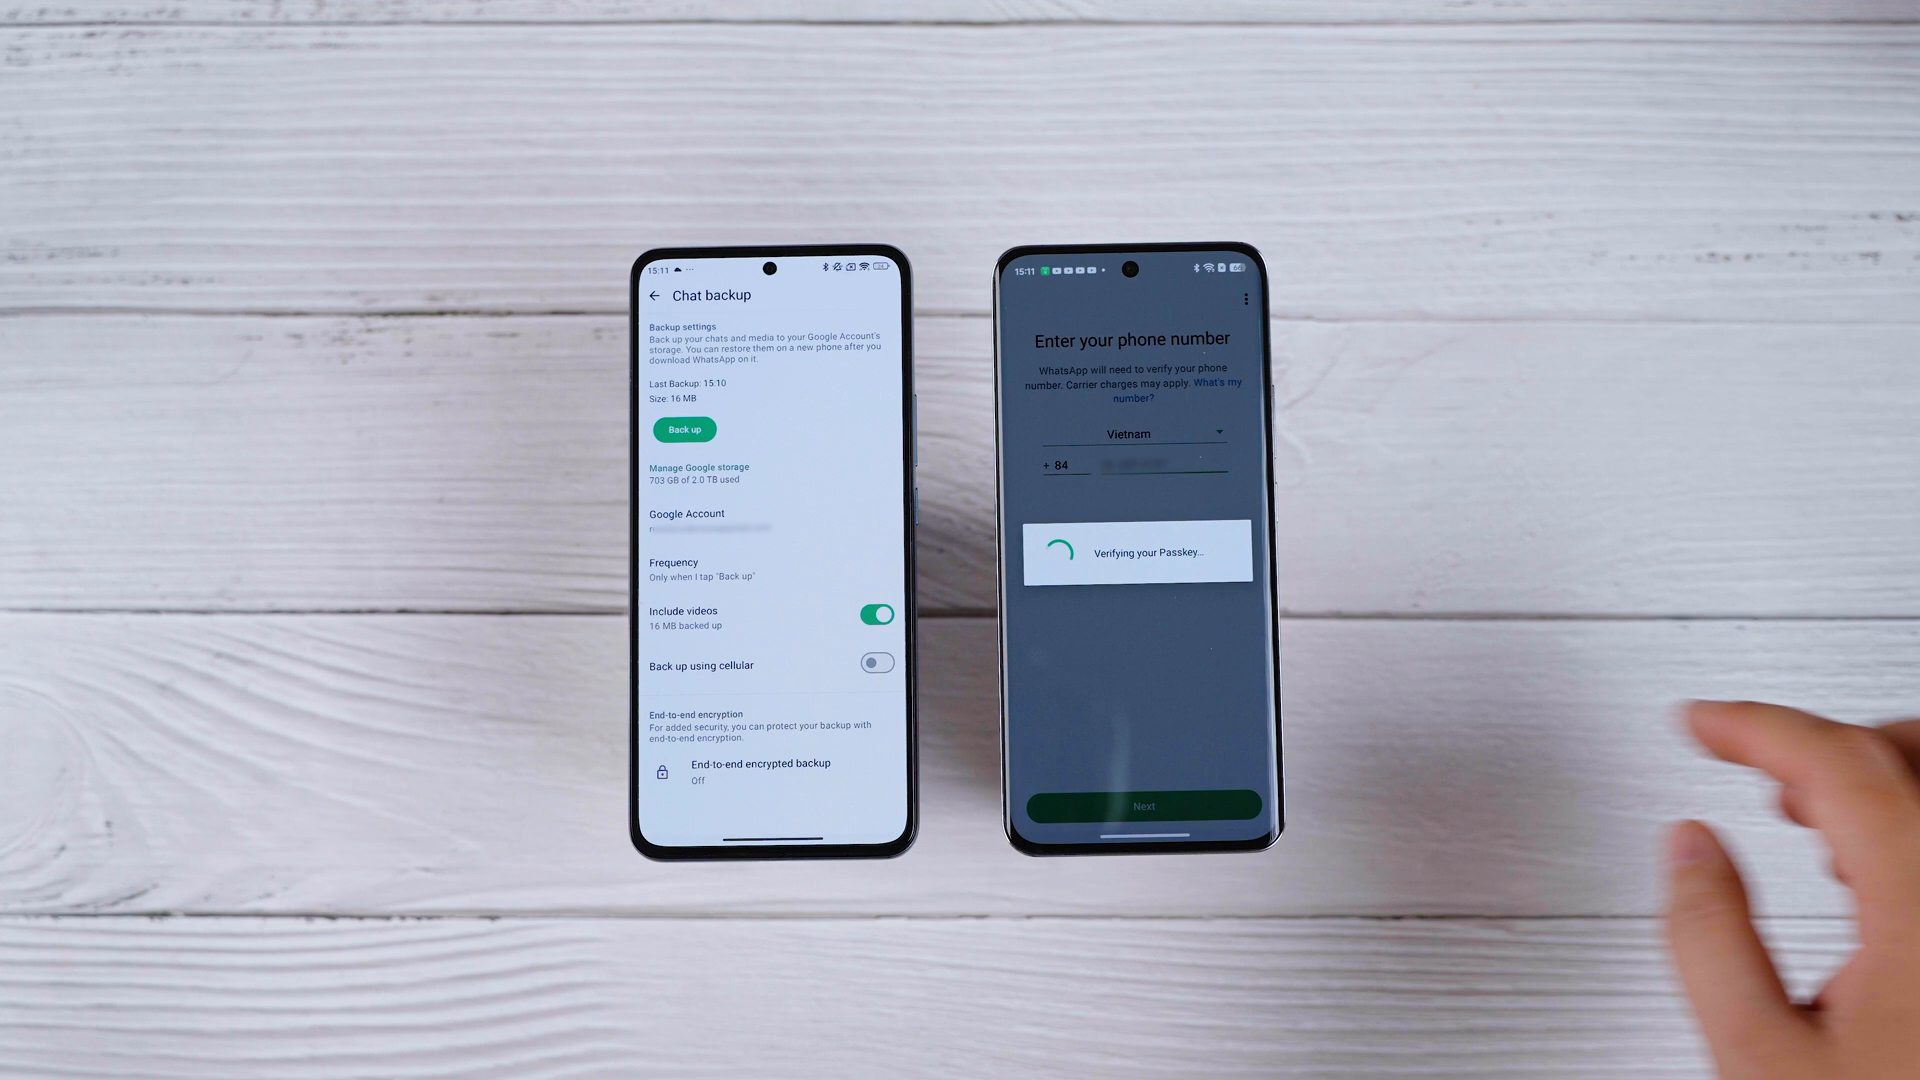 15:11
Chat backup
Backup settings
Back up your chats and media to your Google Account's
storage. You can restore them on a new phone after you
download WhatsApp on it.
Last Backup: 15:10
Size: 16 MB
Back up
Manage Google storage
703 GB of 2.0 TB used
Google Account
Frequency
Only when I tap "Back up"
Include videos
16 MB backed up
Back up using cellular
End-to-end encryption
For added security, you can protect your backup with
end-to-end encryption.
End-to-end encrypted backup
Off
15:11
Enter your phone number
WhatsApp will need to verify your phone
number. Carrier charges may apply. What's my
number?
Vietnam
+ 84
Verifying your Passkey...
Next